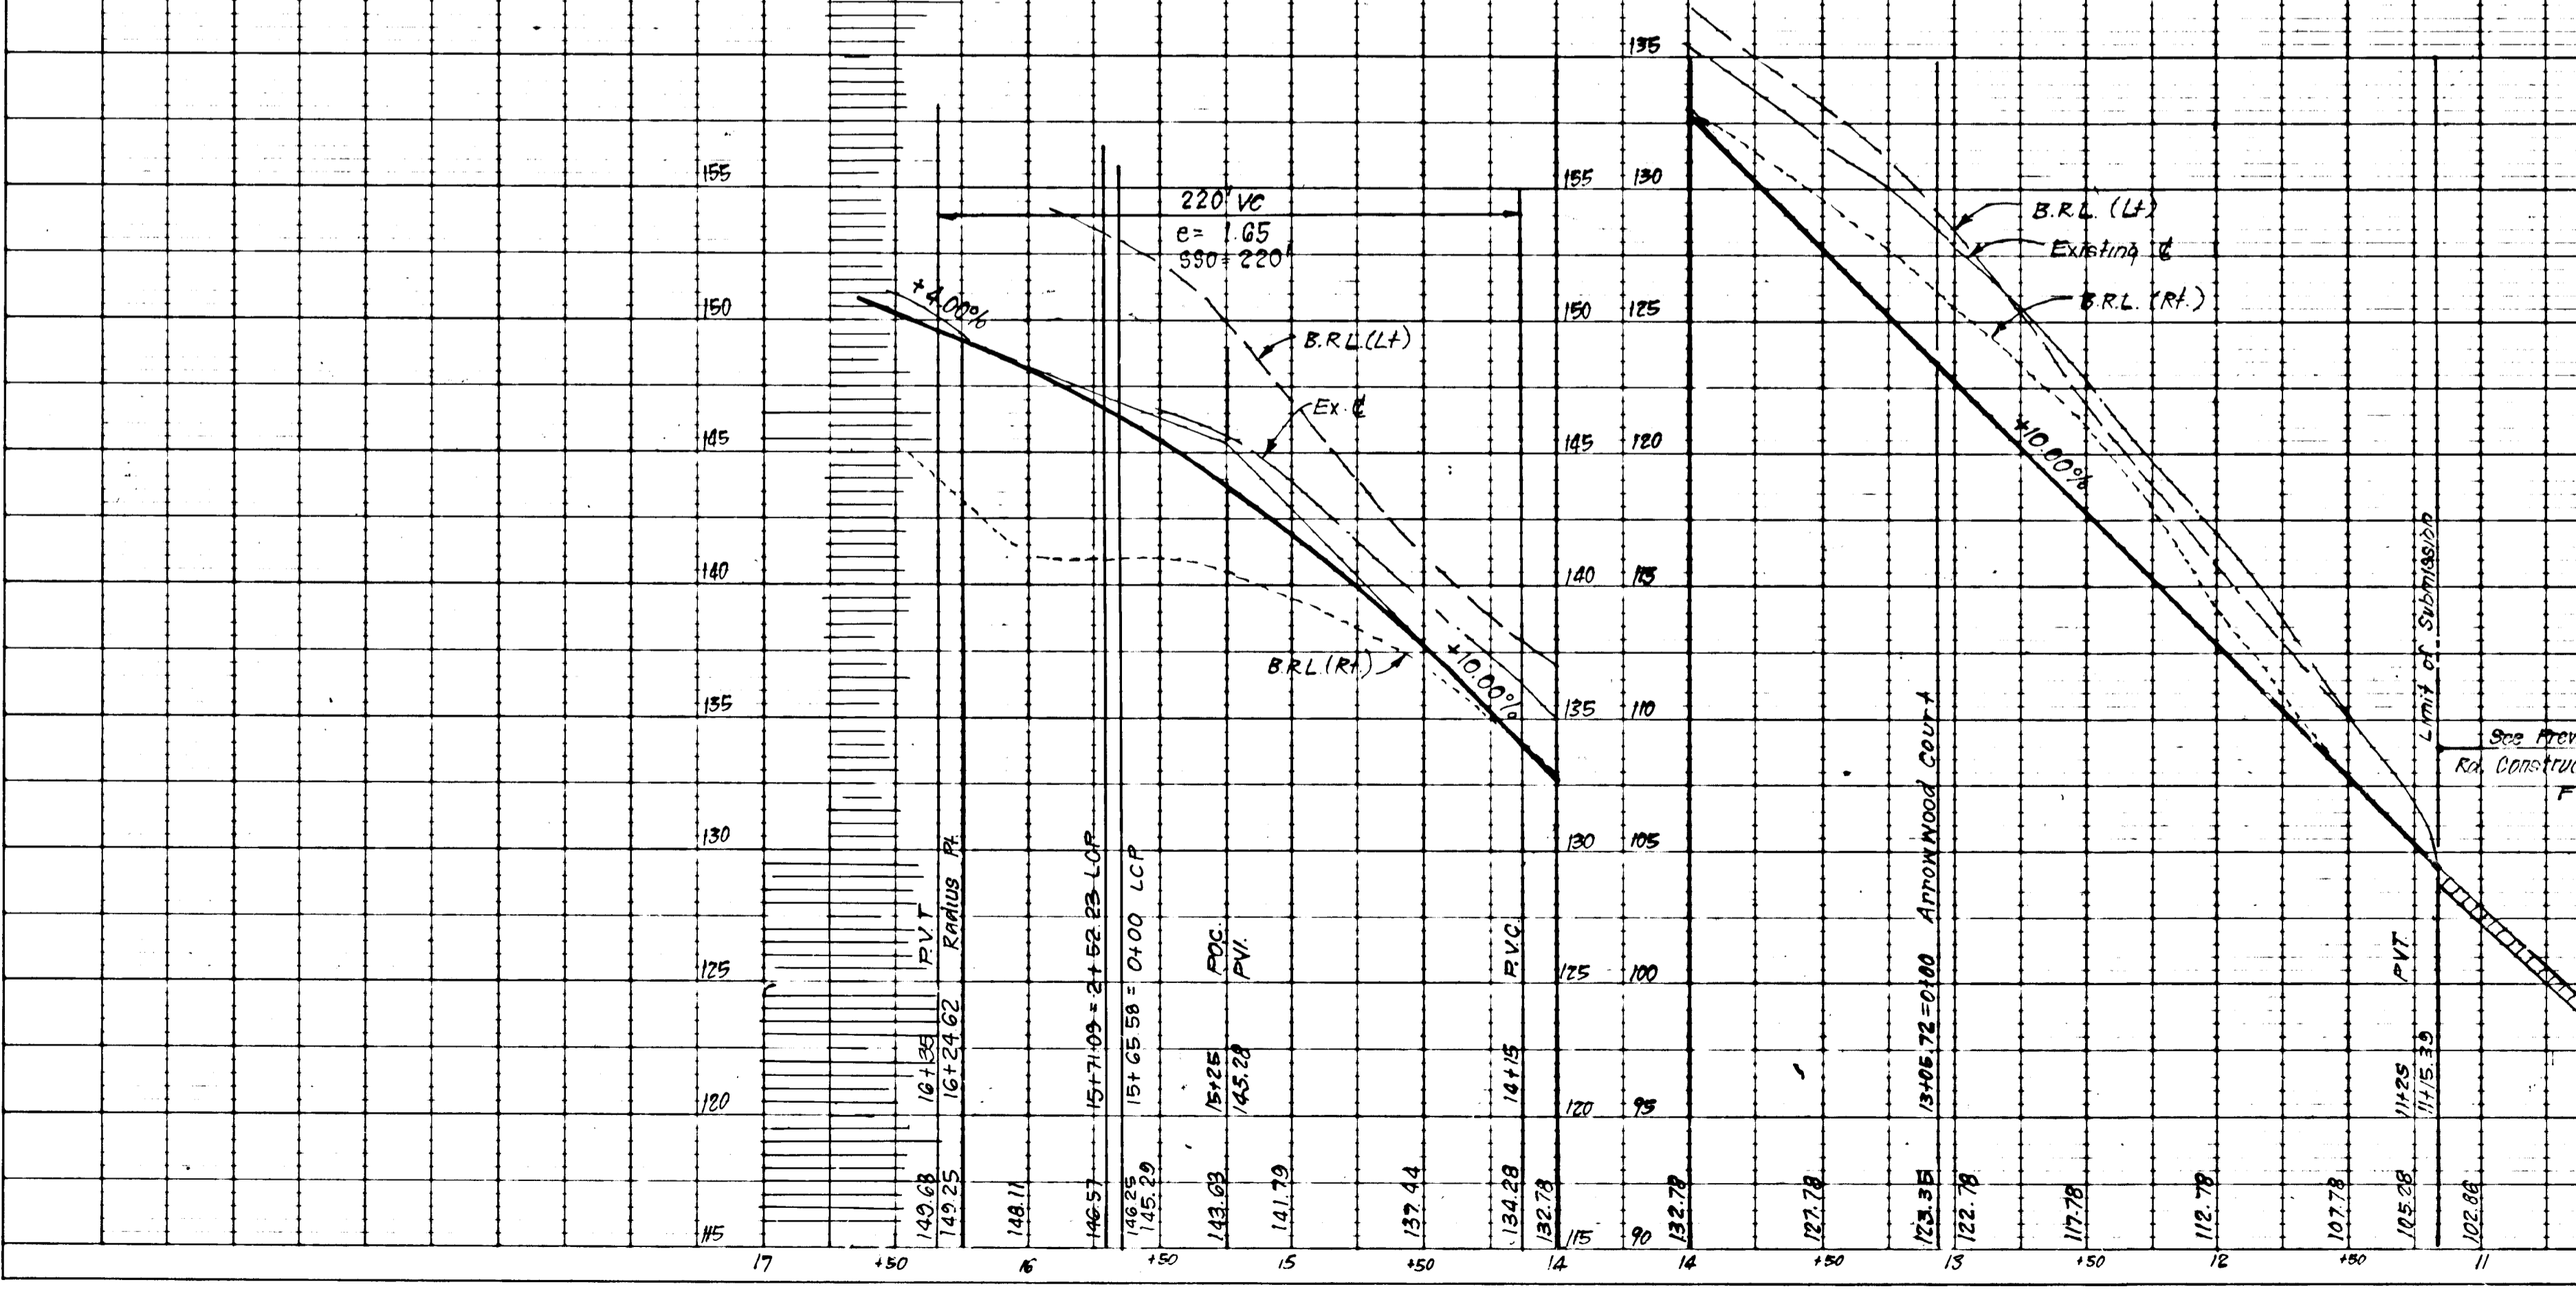 135
155
155
130
220' VC
e= 1.65
SSD= 220'
B.R.L. (Lt)
Existing ℄
B.R.L. (Rt.)
+4.00%
150
150
125
B.R.L.(Lt)
Ex. ℄
145
145
120
+10.00%
140
140
115
B.R.L.(Rt.)
+10.00%
135
135
110
Limit of Submission
See Prev
Rd. Constru
F
130
130
105
125
125
100
120
120
95
115
115
90
149.68 16+35 P.V.T
149.25 16+24.62 RADIUS Pt.
148.11
146.57 15+71.09 = 2+52.23 LCP
146.25 15+65.58 = 0+00 LCP
145.29
143.63 15+25 P.O.C.
145.28 PVI.
141.79
137.44
134.28 14+15 P.V.C.
132.78
132.78
127.78
123.35 13+05.72=0+00 Arrowwood Court
122.78
117.78
112.78
107.78
105.28 11+25 PVT.
11+15.39
102.86
17
+50
16
+50
15
+50
14
14
+50
13
+50
12
+50
11